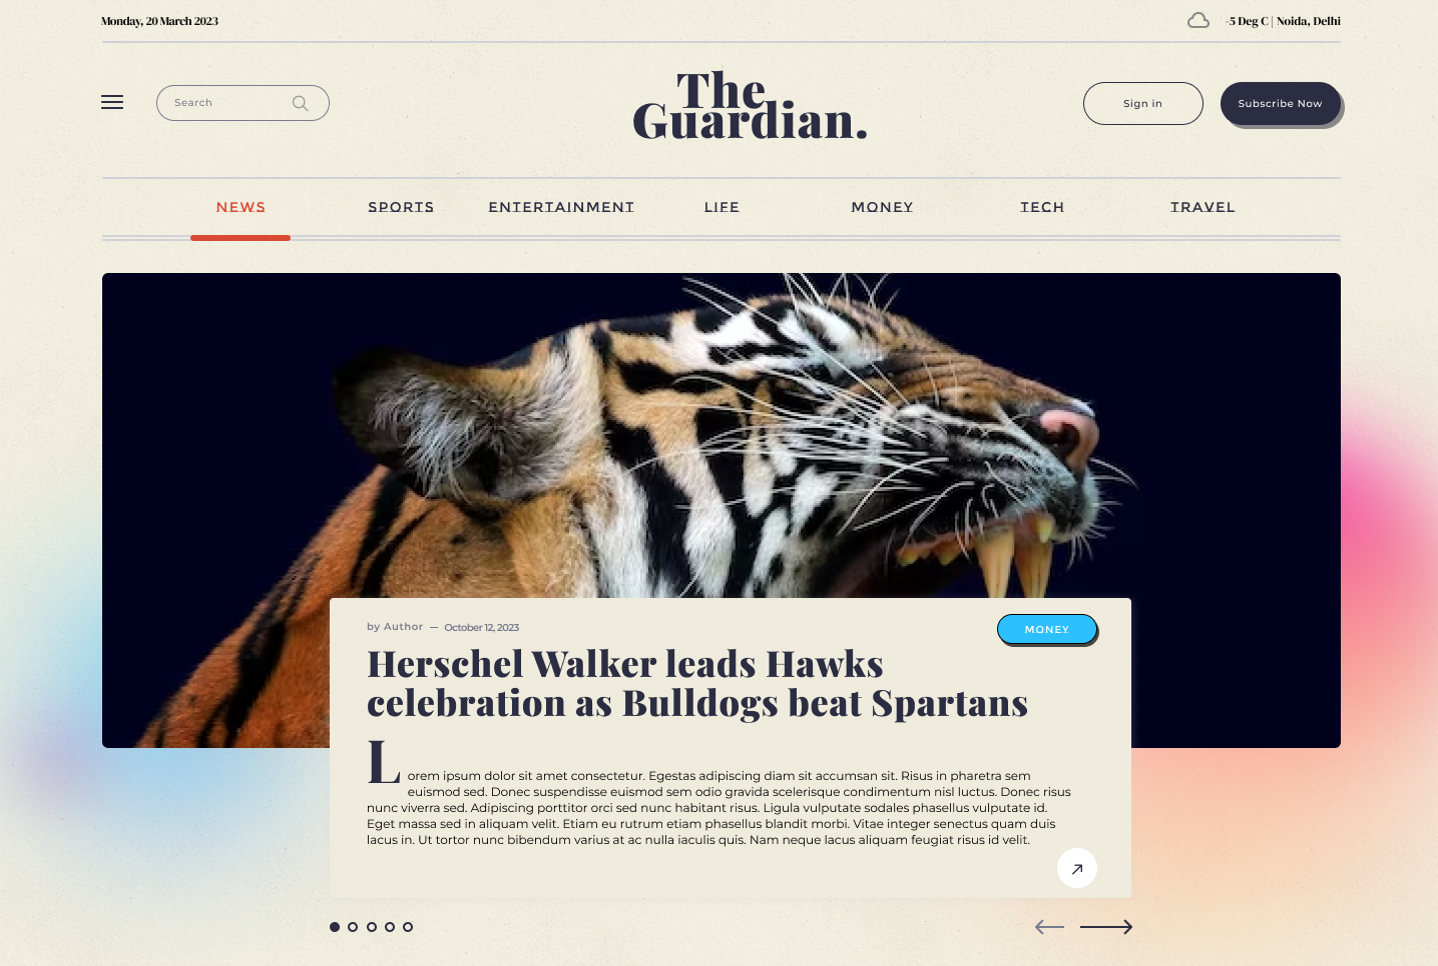 Monday, 20 March 2023
-5 Deg C | Noida, Delhi
Search
The
Guardian.
Sign in
Subscribe Now
NEWS
SPORTS
ENTERTAINMENT
LIFE
MONEY
TECH
TRAVEL
by Author — October 12, 2023
MONEY
Herschel Walker leads Hawks
celebration as Bulldogs beat Spartans
Lorem ipsum dolor sit amet consectetur. Egestas adipiscing diam sit accumsan sit. Risus in pharetra sem
euismod sed. Donec suspendisse euismod sem odio gravida scelerisque condimentum nisl luctus. Donec risus
nunc viverra sed. Adipiscing porttitor orci sed nunc habitant risus. Ligula vulputate sodales phasellus vulputate id.
Eget massa sed in aliquam velit. Etiam eu rutrum etiam phasellus blandit morbi. Vitae integer senectus quam duis
lacus in. Ut tortor nunc bibendum varius at ac nulla iaculis quis. Nam neque lacus aliquam feugiat risus id velit.